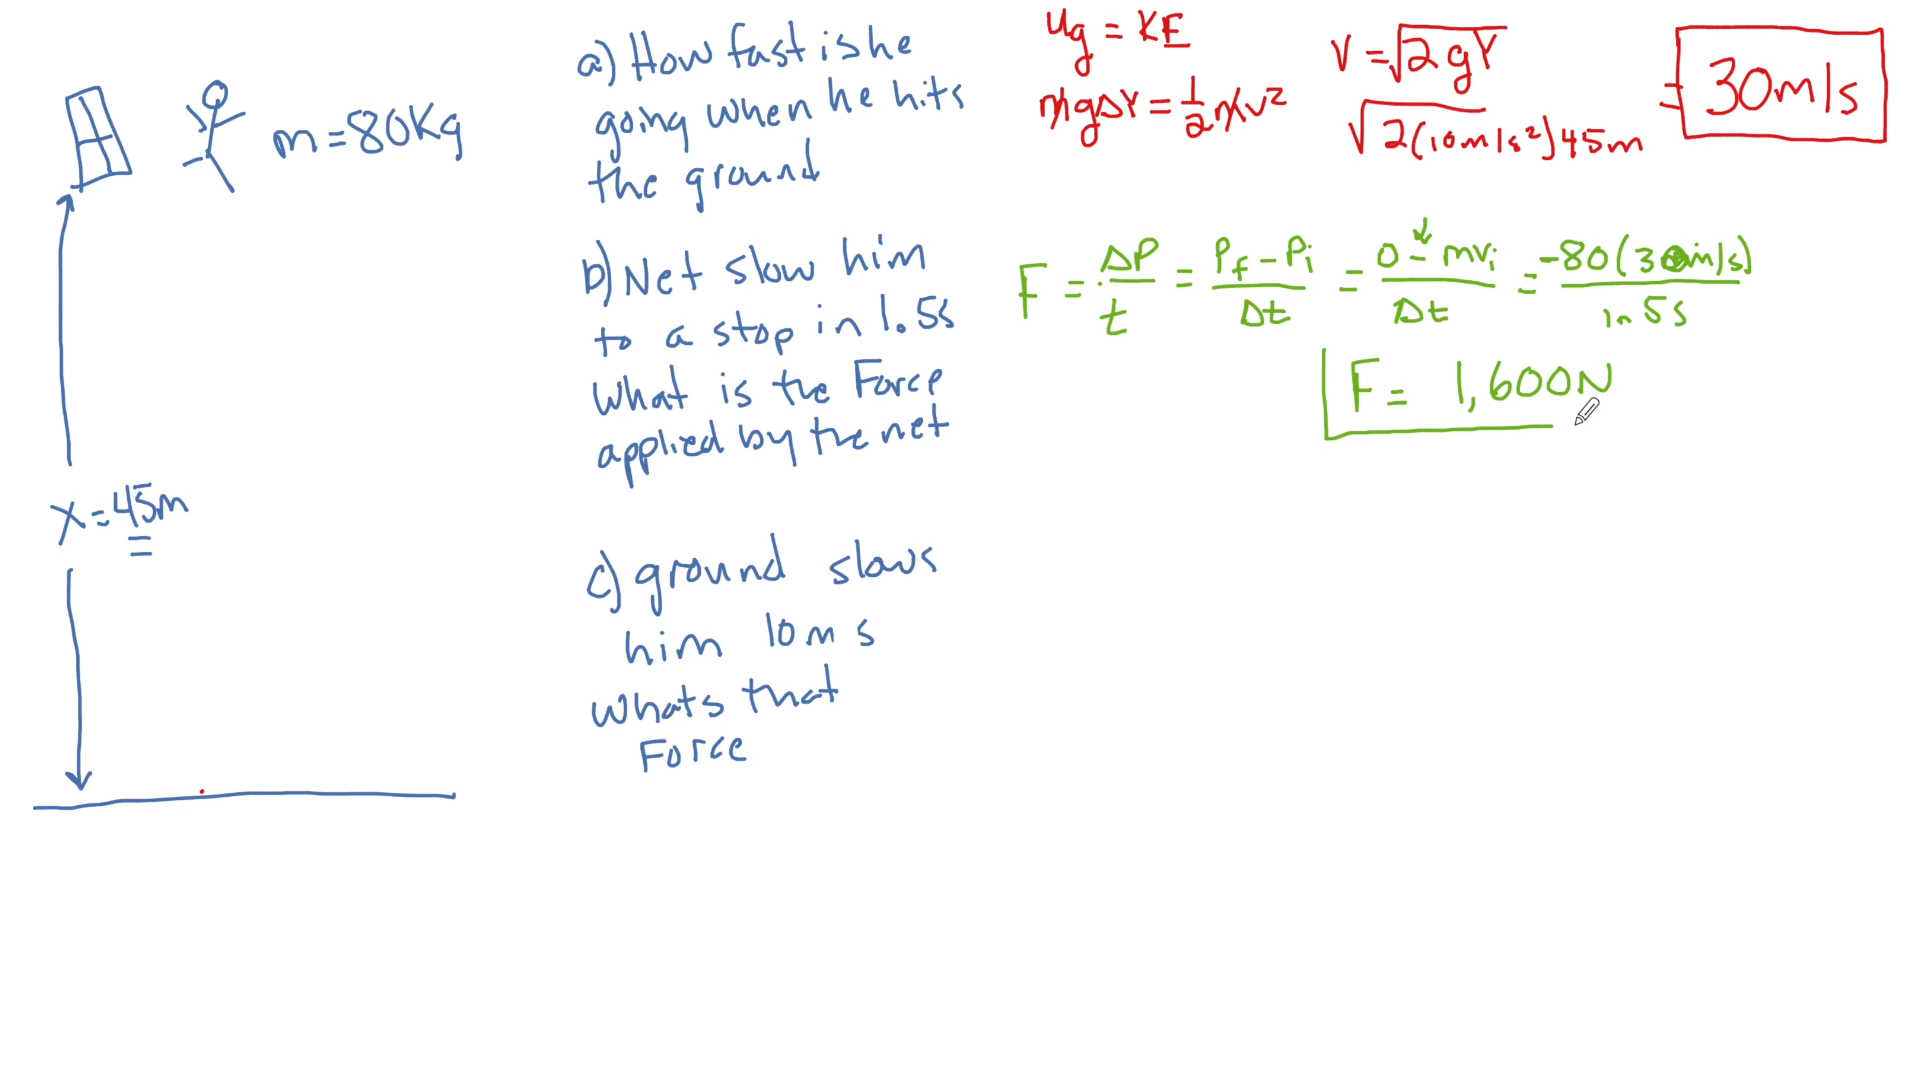 m=80Kg
x=45m
a) How fast is he
going when he hits
the ground
b) Net slow him
to a stop in 1.5s
What is the Force
applied by the net
c) ground slows
him 10ms
whats that
Force
Ug = KE
mgΔY = 1/2 mv²
V = √2gY
√2(10m/s²)45m
= 30m/s
F = ΔP/t = (Pf - Pi)/Δt = (0 - mvi)/Δt = -80(30m/s)/1.5s
F = 1,600N